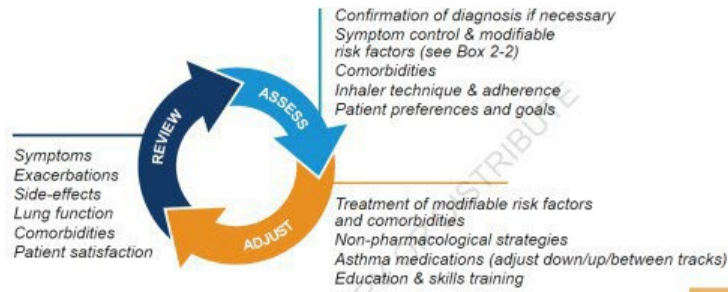 Confirmation of diagnosis if necessary
Symptom control & modifiable
risk factors (see Box 2-2)
Comorbidities
Inhaler technique & adherence
Patient preferences and goals
ASSESS
REVIEW
ADJUST
Symptoms
Exacerbations
Side-effects
Lung function
Comorbidities
Patient satisfaction
Treatment of modifiable risk factors
and comorbidities
Non-pharmacological strategies
Asthma medications (adjust down/up/between tracks)
Education & skills training
DISTRIBUTE